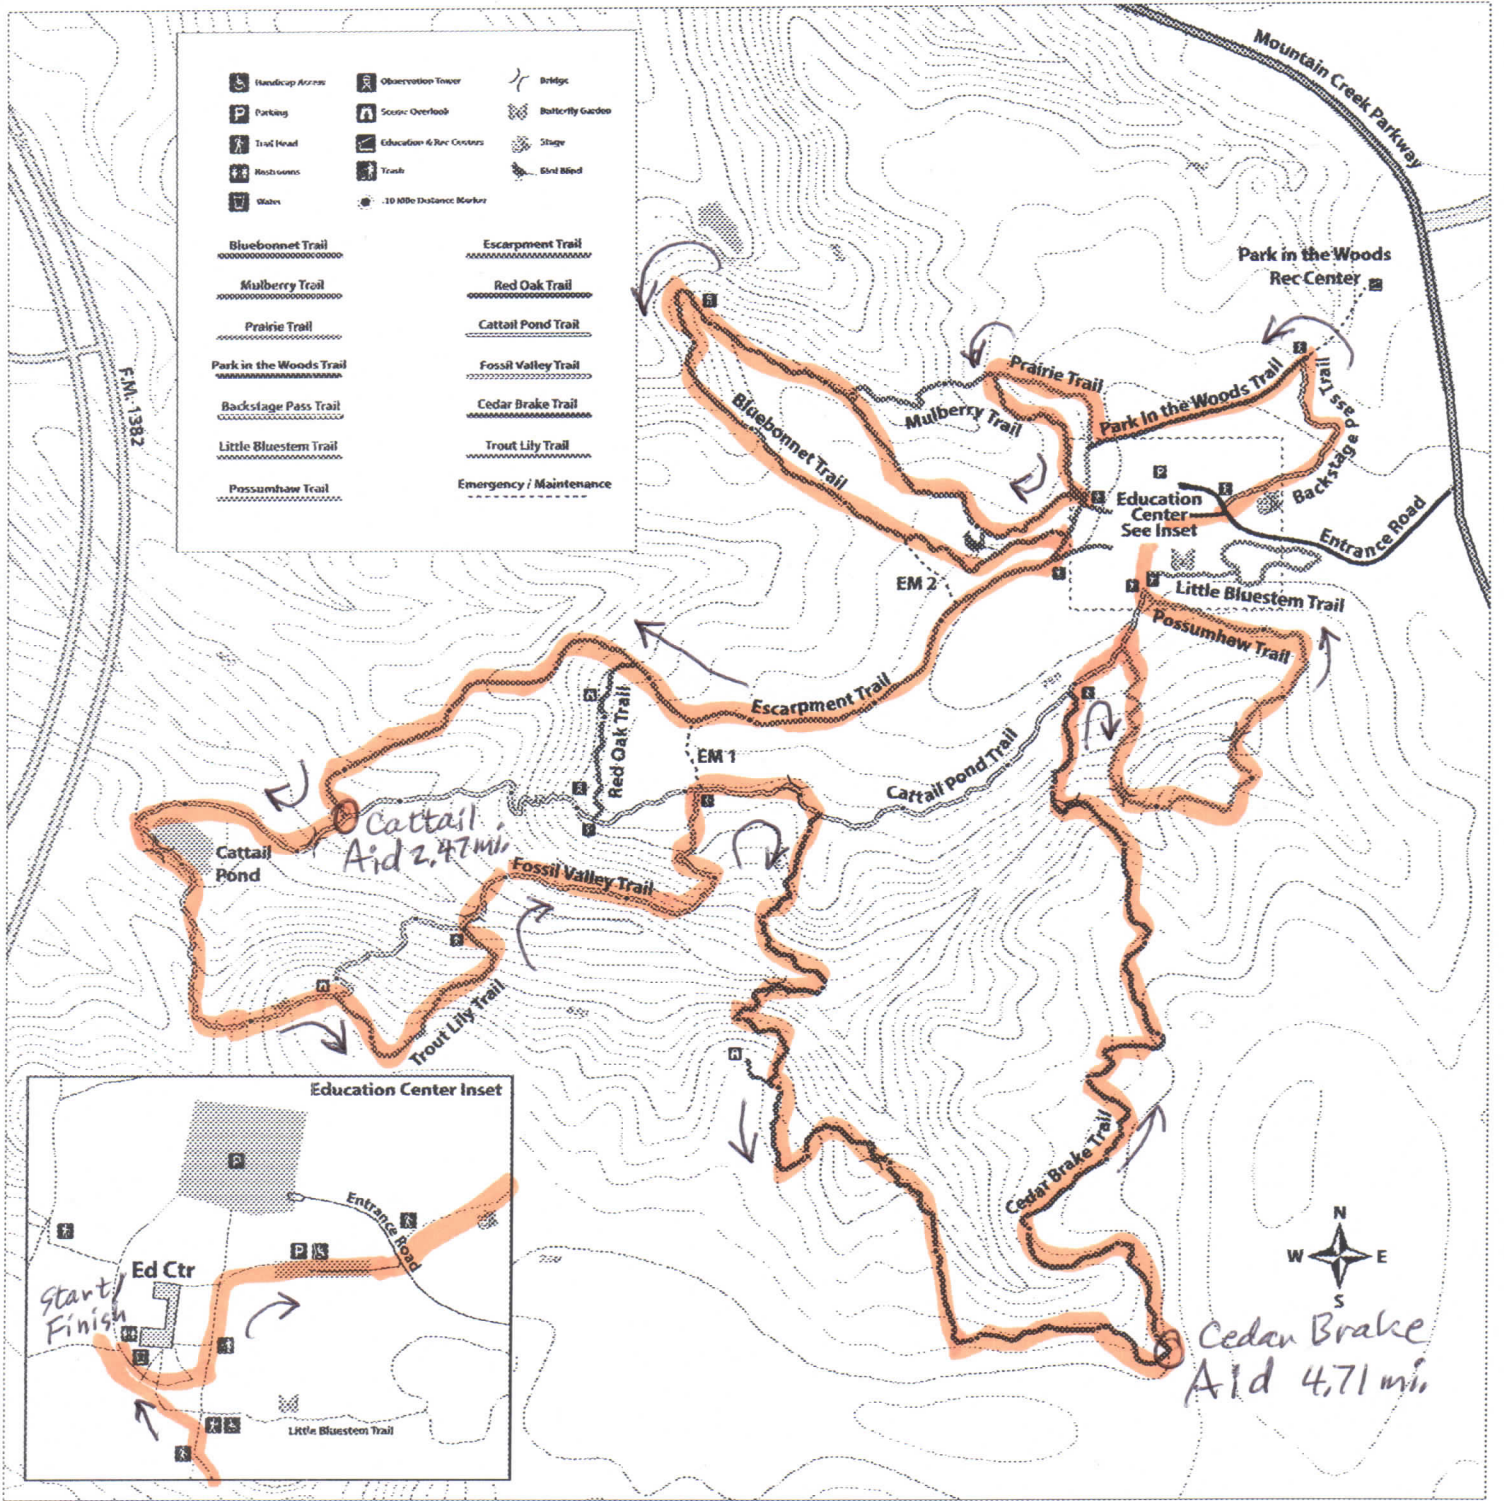 Handicap Access
Parking
Trail Head
Restrooms
Water
Observation Tower
Scenic Overlook
Education & Rec Centers
Trash
.10 Mile Distance Marker
Bridge
Butterfly Garden
Stage
Bird Blind
Bluebonnet Trail
Mulberry Trail
Prairie Trail
Park in the Woods Trail
Backstage Pass Trail
Little Bluestem Trail
Possumhaw Trail
Escarpment Trail
Red Oak Trail
Cattail Pond Trail
Fossil Valley Trail
Cedar Brake Trail
Trout Lily Trail
Emergency / Maintenance
Mountain Creek Parkway
Park in the Woods
Rec Center
F.M. 1382
Prairie Trail
Mulberry Trail
Park In the Woods Trail
Backstage Pass Trail
Bluebonnet Trail
P
Education
Center
See Inset
Entrance Road
EM 2
Little Bluestem Trail
Possumhaw Trail
Escarpment Trail
750
Red Oak Trail
EM 1
Cattail Pond Trail
Cattail
Aid 2.47 mi.
Cattail
Pond
Fossil Valley Trail
Trout Lily Trail
Cedar Brake Trail
Education Center Inset
P
Entrance Road
P
Ed Ctr
Start/
Finish
Little Bluestem Trail
N
W E
S
Cedar Brake
Aid 4.71 mi.